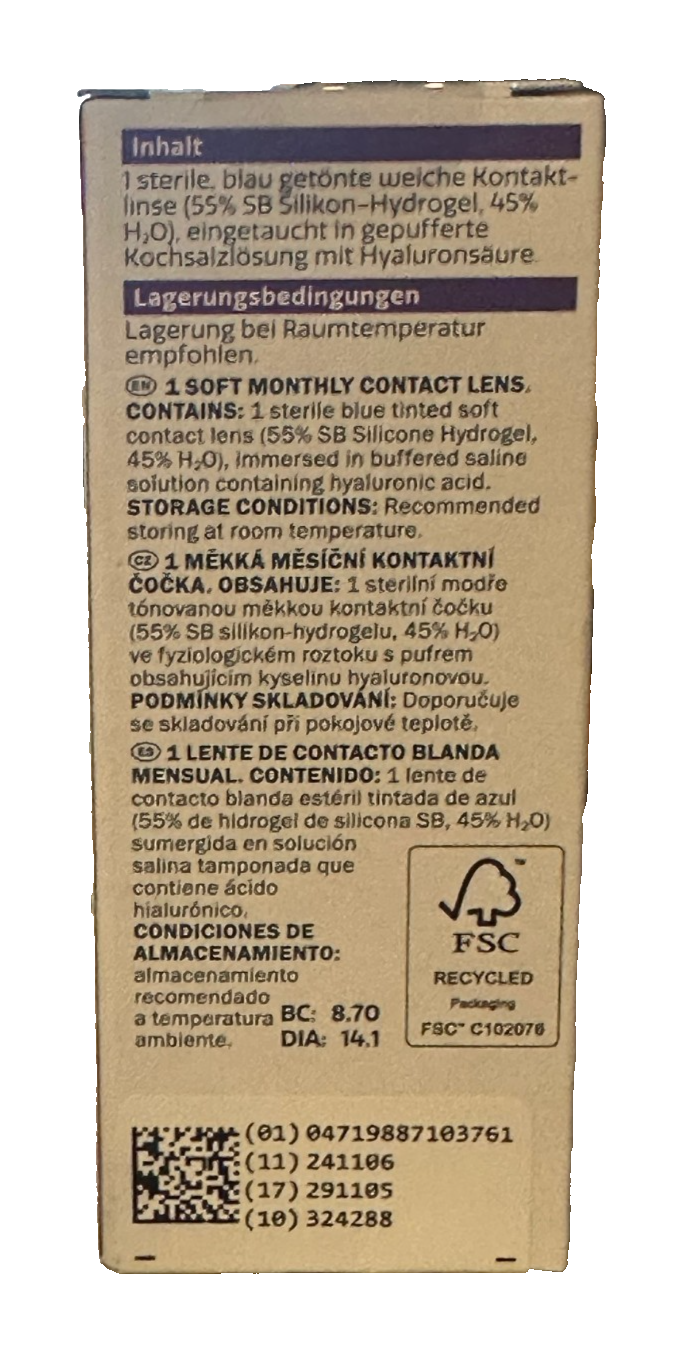 Inhalt
1 sterile, blau getönte weiche Kontakt-
linse (55% SB Silikon-Hydrogel, 45%
H₂O), eingetaucht in gepufferte
Kochsalzlösung mit Hyaluronsäure.
Lagerungsbedingungen
Lagerung bei Raumtemperatur
empfohlen.
EN 1 SOFT MONTHLY CONTACT LENS.
CONTAINS: 1 sterile blue tinted soft
contact lens (55% SB Silicone Hydrogel,
45% H₂O), immersed in buffered saline
solution containing hyaluronic acid.
STORAGE CONDITIONS: Recommended
storing at room temperature.
CZ 1 MĚKKÁ MĚSÍČNÍ KONTAKTNÍ
ČOČKA. OBSAHUJE: 1 sterilní modře
tónovanou měkkou kontaktní čočku
(55% SB silikon-hydrogelu, 45% H₂O)
ve fyziologickém roztoku s pufrem
obsahujícím kyselinu hyaluronovou.
PODMÍNKY SKLADOVÁNÍ: Doporučuje
se skladování při pokojové teplotě.
ES 1 LENTE DE CONTACTO BLANDA
MENSUAL. CONTENIDO: 1 lente de
contacto blanda estéril tintada de azul
(55% de hidrogel de silicona SB, 45% H₂O)
sumergida en solución
salina tamponada que
contiene ácido
hialurónico.
CONDICIONES DE
ALMACENAMIENTO:
almacenamiento
recomendado
a temperatura
ambiente.
BC: 8.70
DIA: 14.1
™
FSC
RECYCLED
Packaging
FSC™ C102076
(01) 04719887103761
(11) 241106
(17) 291105
(10) 324288